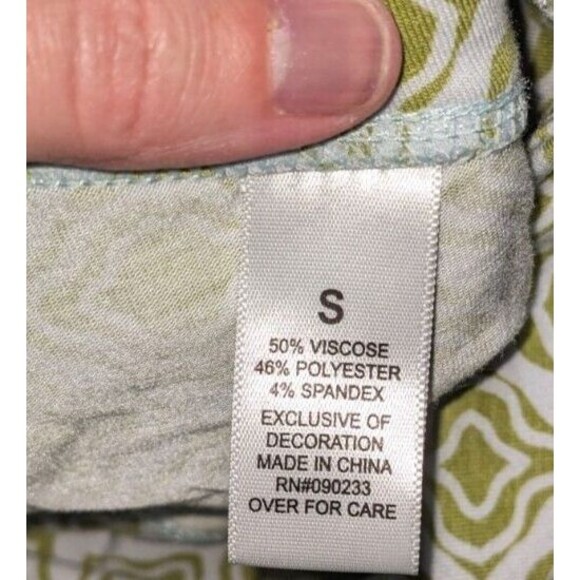 S
50% VISCOSE
46% POLYESTER
4% SPANDEX
EXCLUSIVE OF
DECORATION
MADE IN CHINA
RN#090233
OVER FOR CARE